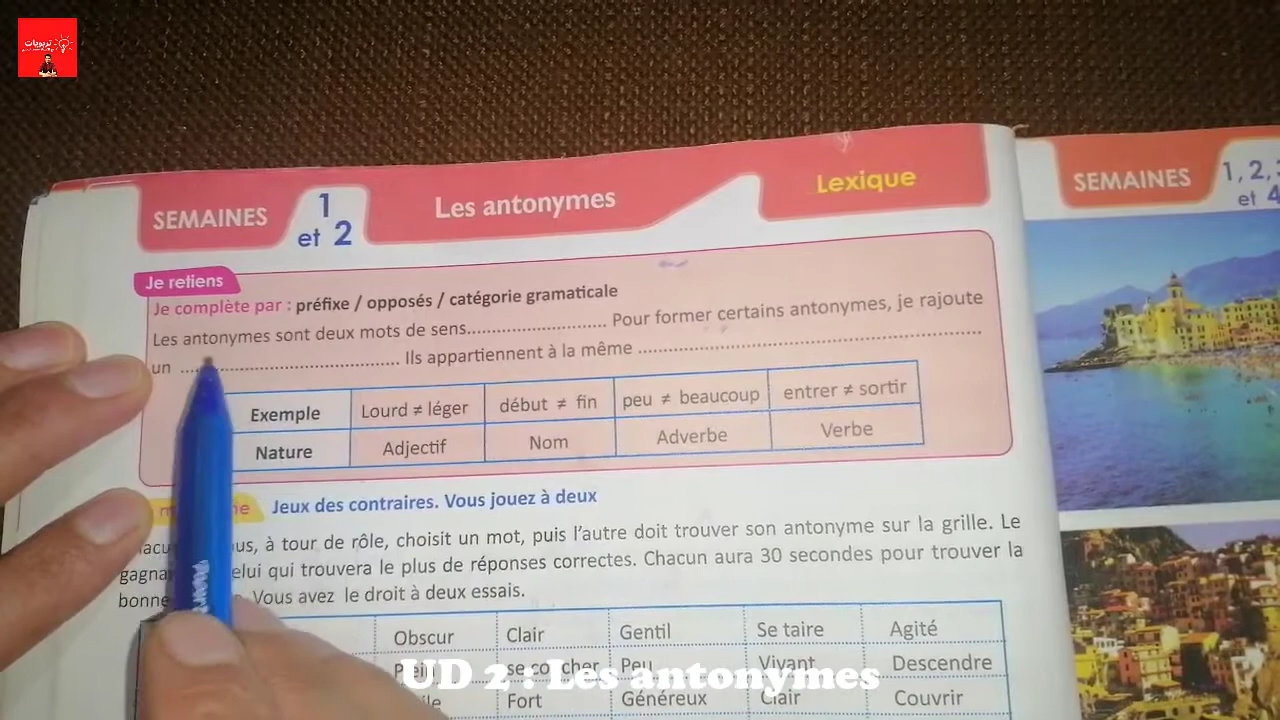 تربويات
SEMAINES 1 et 2
Les antonymes
Lexique
SEMAINES 1, 2, et 4
Je retiens
Je complète par : préfixe / opposés / catégorie gramaticale
Les antonymes sont deux mots de sens.......................... Pour former certains antonymes, je rajoute
un .......................................... Ils appartiennent à la même ..................................................................
Exemple Lourd ≠ léger début ≠ fin peu ≠ beaucoup entrer ≠ sortir
Nature Adjectif Nom Adverbe Verbe
Jeux des contraires. Vous jouez à deux
à tour de rôle, choisit un mot, puis l'autre doit trouver son antonyme sur la grille. Le
qui trouvera le plus de réponses correctes. Chacun aura 30 secondes pour trouver la
Vous avez le droit à deux essais.
Obscur Clair Gentil Se taire Agité
se coucher Peu Vivant Descendre
Fort Généreux Clair Couvrir
UD 2 : Les antonymes